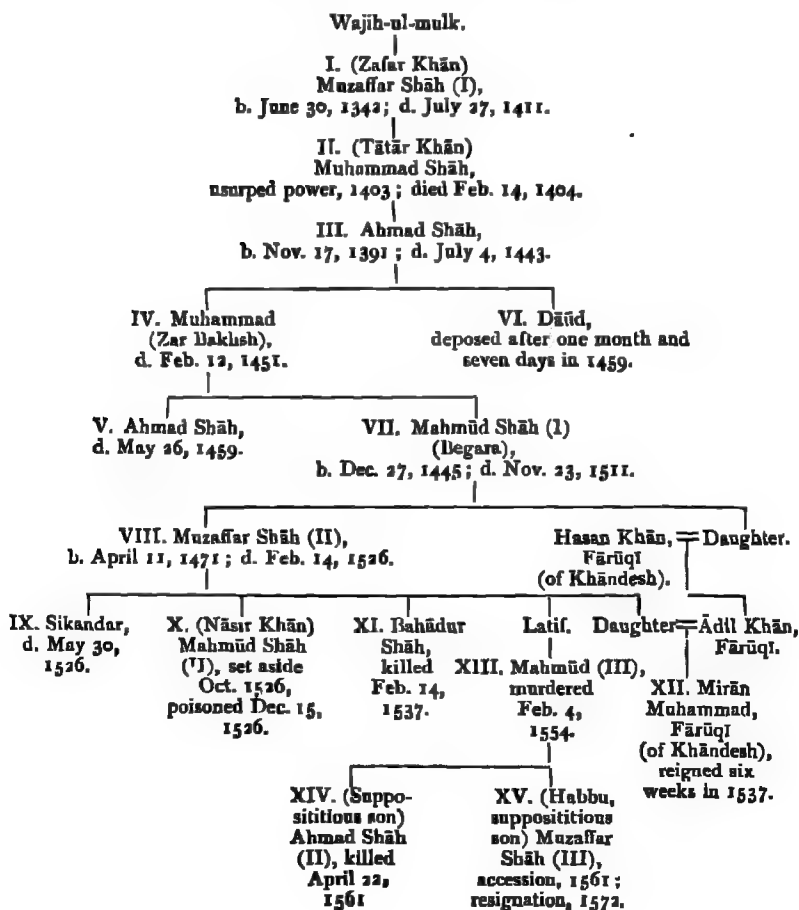 Wajih-ul-mulk.
I. (Zafar Khān)
Muzaffar Shāh (I),
b. June 30, 1342; d. July 27, 1411.
II. (Tātār Khān)
Muhammad Shāh,
usurped power, 1403; died Feb. 14, 1404.
III. Ahmad Shāh,
b. Nov. 17, 1391; d. July 4, 1443.
IV. Muhammad
(Zar Bakhsh),
d. Feb. 12, 1451.
VI. Dāūd,
deposed after one month and
seven days in 1459.
V. Ahmad Shāh,
d. May 26, 1459.
VII. Mahmūd Shāh (I)
(Begara),
b. Dec. 27, 1445; d. Nov. 23, 1511.
VIII. Muzaffar Shāh (II),
b. April 11, 1471; d. Feb. 14, 1526.
Hasan Khān, = Daughter.
Fārūqī
(of Khāndesh).
IX. Sikandar,
d. May 30,
1526.
X. (Nāsir Khān)
Mahmūd Shāh
(II), set aside
Oct. 1526,
poisoned Dec. 15,
1526.
XI. Bahādur
Shāh,
killed
Feb. 14,
1537.
Latif.
XIII. Mahmūd (III),
murdered
Feb. 4,
1554.
Daughter = Ādil Khān,
Fārūqī.
XII. Mirān
Muhammad,
Fārūqī
(of Khāndesh),
reigned six
weeks in 1537.
XIV. (Suppo-
sititious son)
Ahmad Shāh
(II), killed
April 22,
1561
XV. (Habbu,
supposititious
son) Muzaffar
Shāh (III),
accession, 1561;
resignation, 1572.